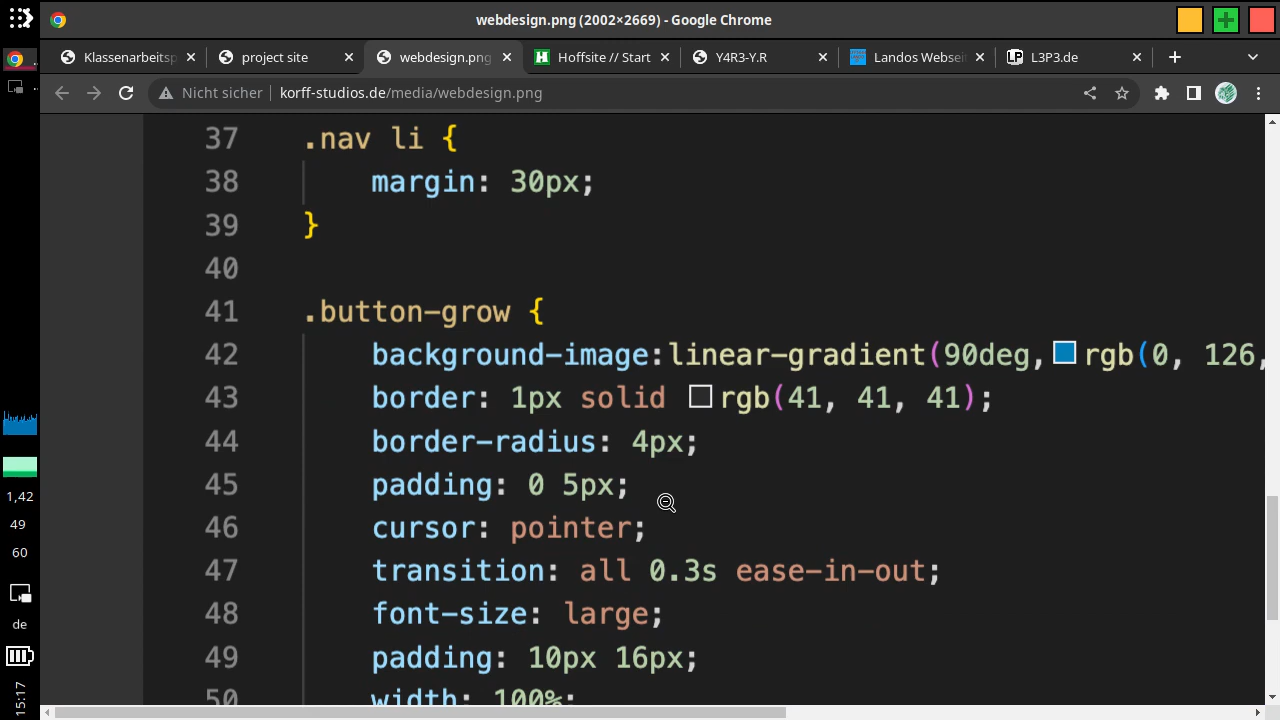 webdesign.png (2002×2669) - Google Chrome
Klassenarbeitsp
project site
webdesign.png
Hoffsite // Start
Y4R3-Y.R
Landos Websei
L3P3.de
Nicht sicher
korff-studios.de/media/webdesign.png
37 .nav li {
38 margin: 30px;
39 }
40
41 .button-grow {
42 background-image:linear-gradient(90deg, rgb(0, 126,
43 border: 1px solid rgb(41, 41, 41);
44 border-radius: 4px;
45 padding: 0 5px;
46 cursor: pointer;
47 transition: all 0.3s ease-in-out;
48 font-size: large;
49 padding: 10px 16px;
50 width: 100%;
1,42
49
60
de
15:17